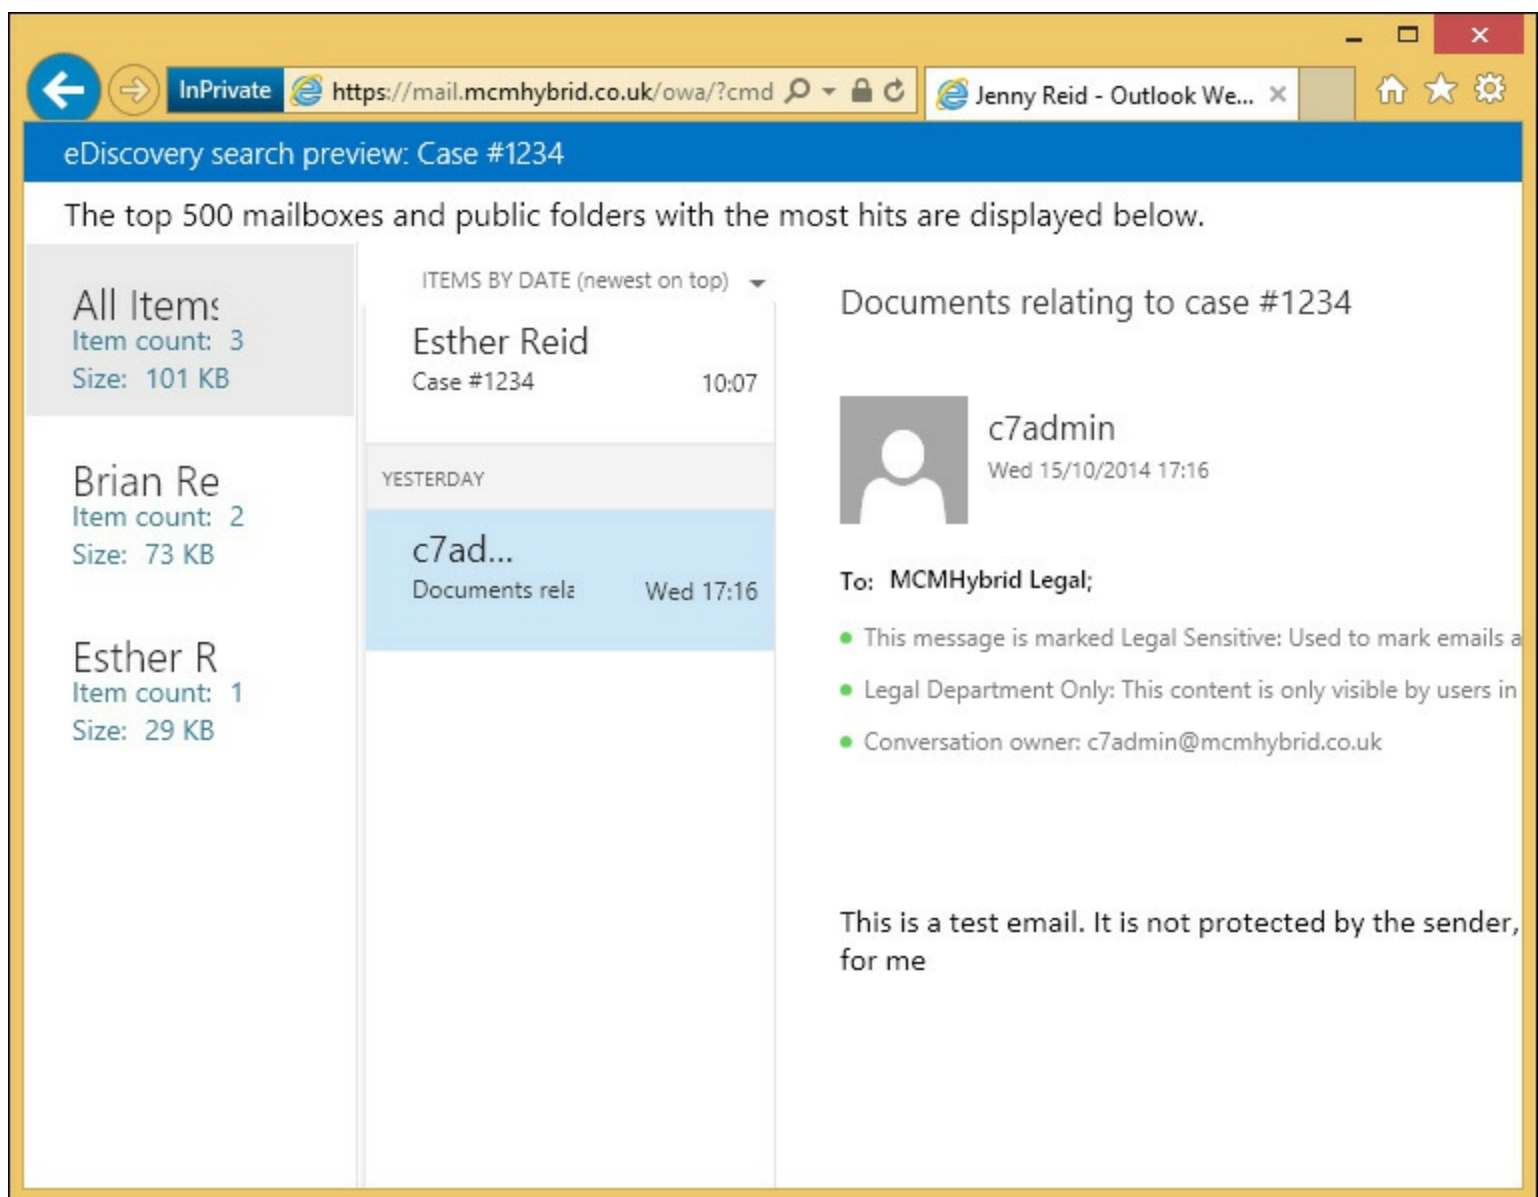 InPrivate
https://mail.mcmhybrid.co.uk/owa/?cmd
Jenny Reid - Outlook We...
eDiscovery search preview: Case #1234
The top 500 mailboxes and public folders with the most hits are displayed below.
All Items
Item count: 3
Size: 101 KB
Brian Re
Item count: 2
Size: 73 KB
Esther R
Item count: 1
Size: 29 KB
ITEMS BY DATE (newest on top)
Esther Reid
Case #1234 10:07
YESTERDAY
c7ad...
Documents rela Wed 17:16
Documents relating to case #1234
c7admin
Wed 15/10/2014 17:16
To: MCMHybrid Legal;
This message is marked Legal Sensitive: Used to mark emails a
Legal Department Only: This content is only visible by users in
Conversation owner: c7admin@mcmhybrid.co.uk
This is a test email. It is not protected by the sender,
for me